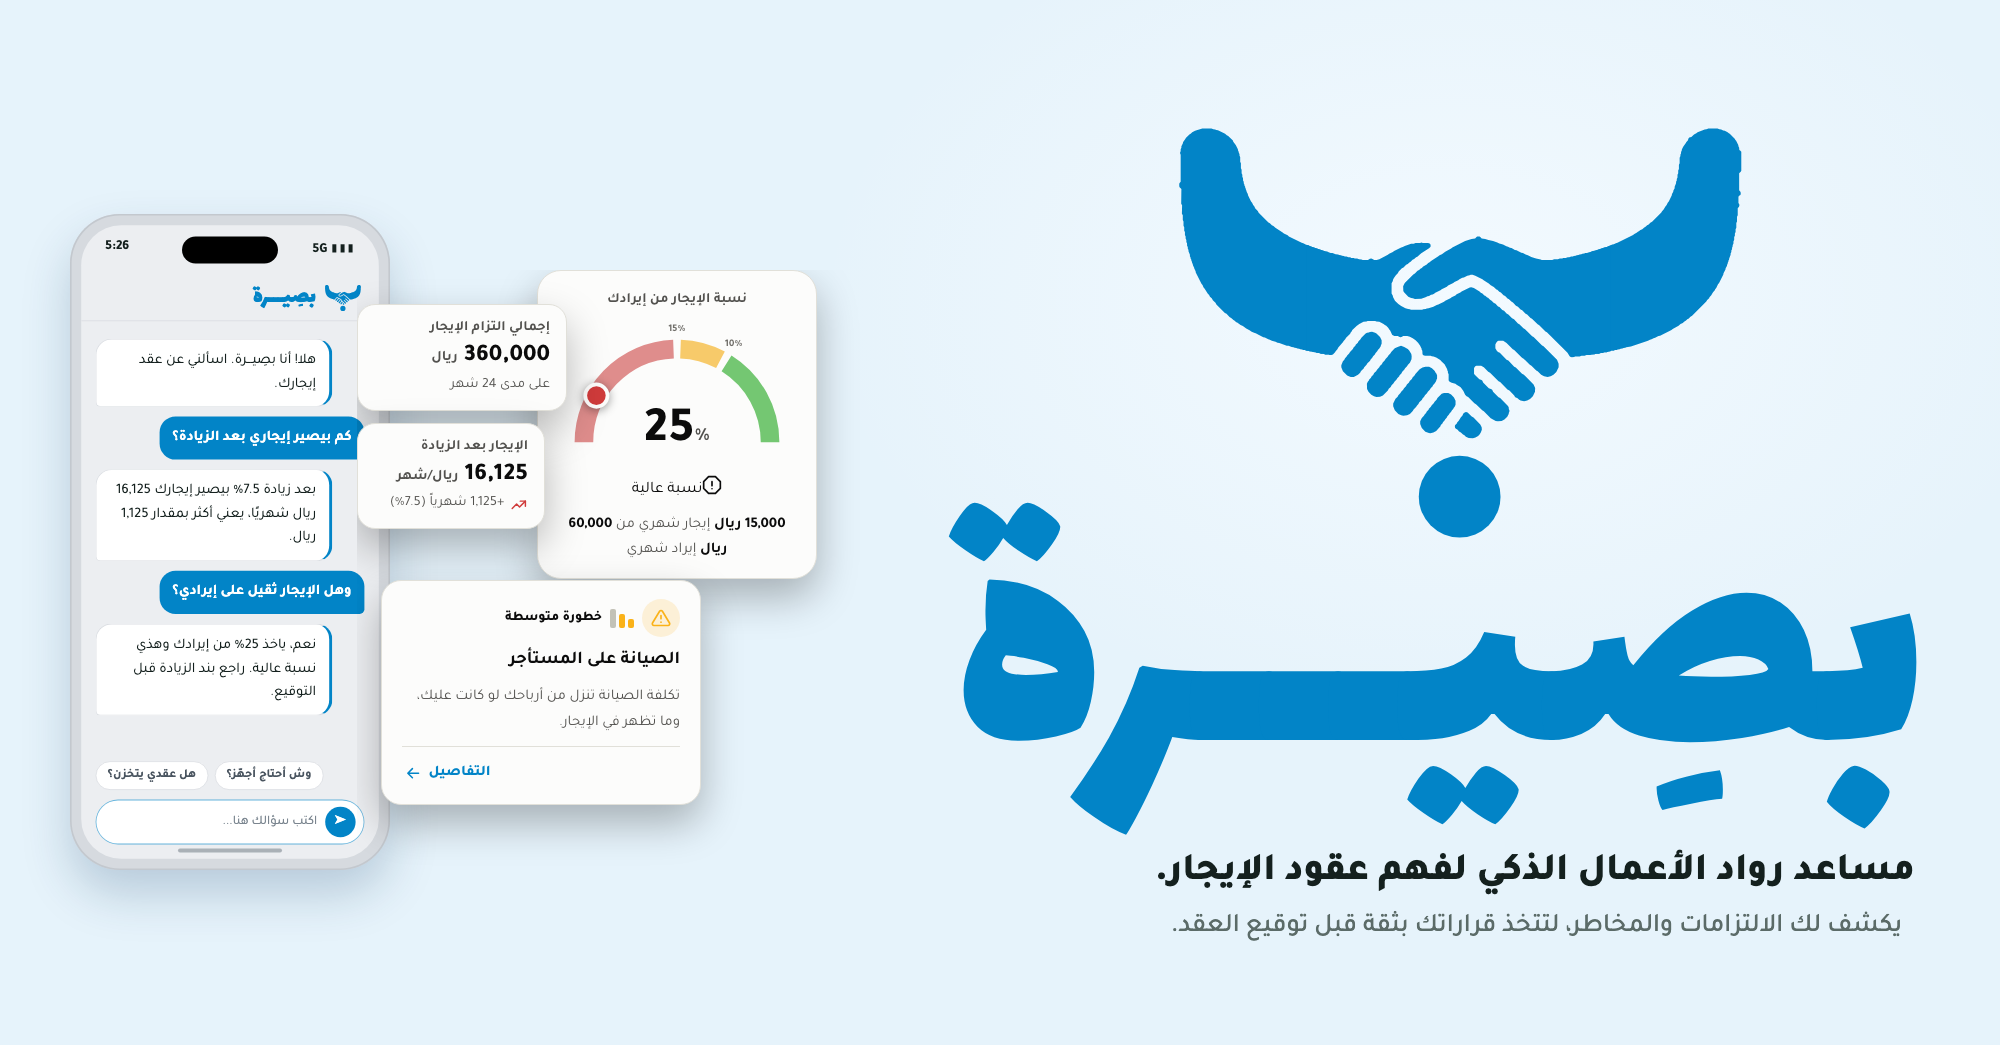 بصِيـــرة
مساعد رواد الأعمال الذكي لفهم عقود الإيجار.
يكشف لك الالتزامات والمخاطر، لتتخذ قراراتك بثقة قبل توقيع العقد.
نسبة الإيجار من إيرادك
15%
10%
25%
نسبة عالية
15,000 ريال إيجار شهري من 60,000
ريال إيراد شهري
إجمالي التزام الإيجار
360,000 ريال
على مدى 24 شهر
الإيجار بعد الزيادة
16,125 ريال/شهر
+1,125 شهرياً (7.5%)
خطورة متوسطة
الصيانة على المستأجر
تكلفة الصيانة تنزل من أرباحك لو كانت عليك،
وما تظهر في الإيجار.
التفاصيل
5:26
5G
بصِيـــرة
هلا! أنا بصِيـرة. اسألني عن عقد
إيجارك.
كم بيصير إيجاري بعد الزيادة؟
بعد زيادة 7.5% بيصير إيجارك 16,125
ريال شهريًا، يعني أكثر بمقدار 1,125
ريال.
وهل الإيجار ثقيل على إيرادي؟
نعم، ياخذ 25% من إيرادك وهذي
نسبة عالية. راجع بند الزيادة قبل
التوقيع.
وش أحتاج أجهّز؟
هل عقدي يتخزن؟
اكتب سؤالك هنا...